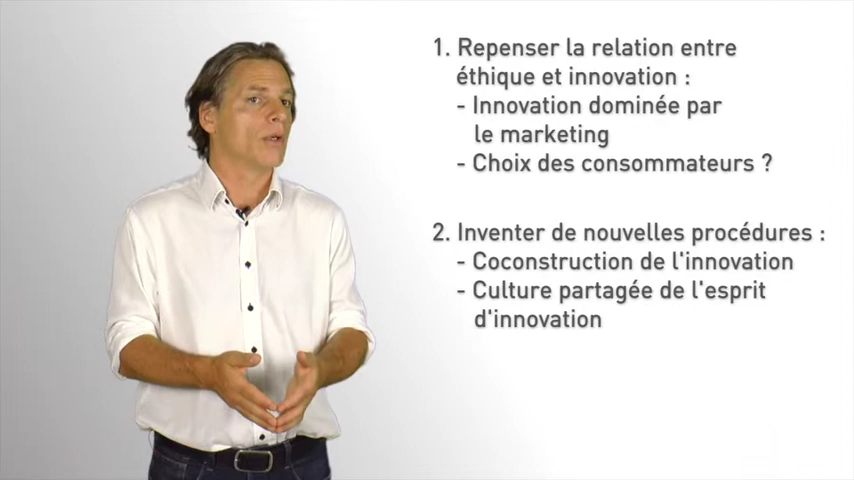 1. Repenser la relation entre
éthique et innovation :
- Innovation dominée par
le marketing
- Choix des consommateurs ?
2. Inventer de nouvelles procédures :
- Coconstruction de l'innovation
- Culture partagée de l'esprit
d'innovation